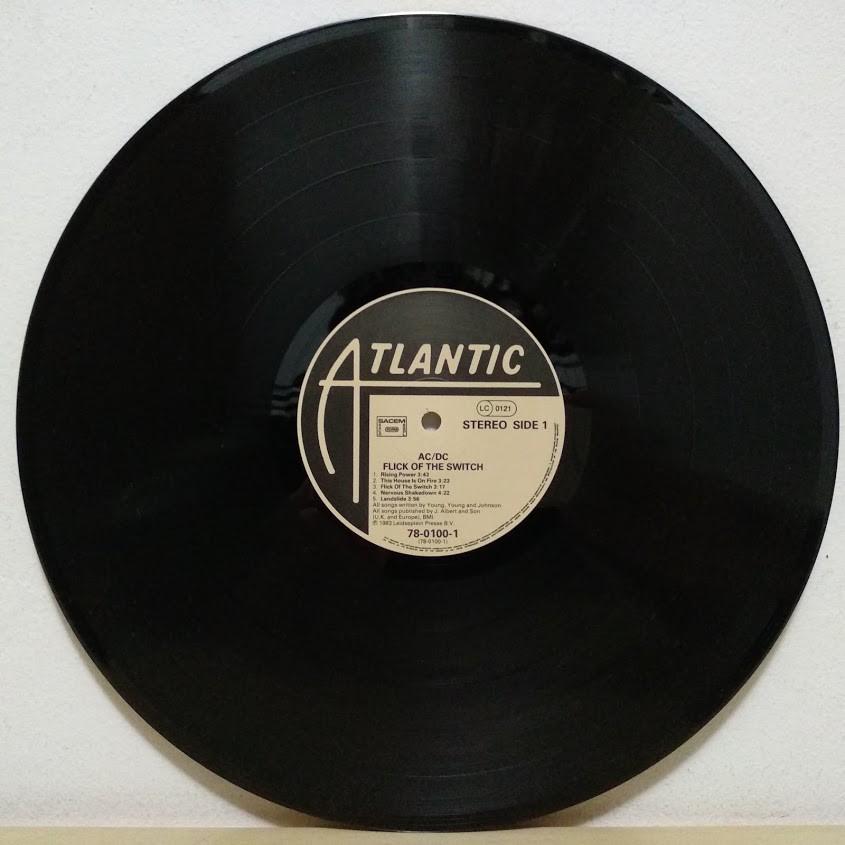 ATLANTIC
SACEM
LC 0121
STEREO SIDE 1
AC/DC
FLICK OF THE SWITCH
1. Rising Power 3:43
2. This House Is On Fire 3:23
3. Flick Of The Switch 3:17
4. Nervous Shakedown 4:22
5. Landslide 3:56
All songs written by Young, Young and Johnson
All songs published by J. Albert and Son
(U.K. and Europe), BMI
℗ 1983 Leidseplein Presse B.V.
78-0100-1
(78-0100-1)